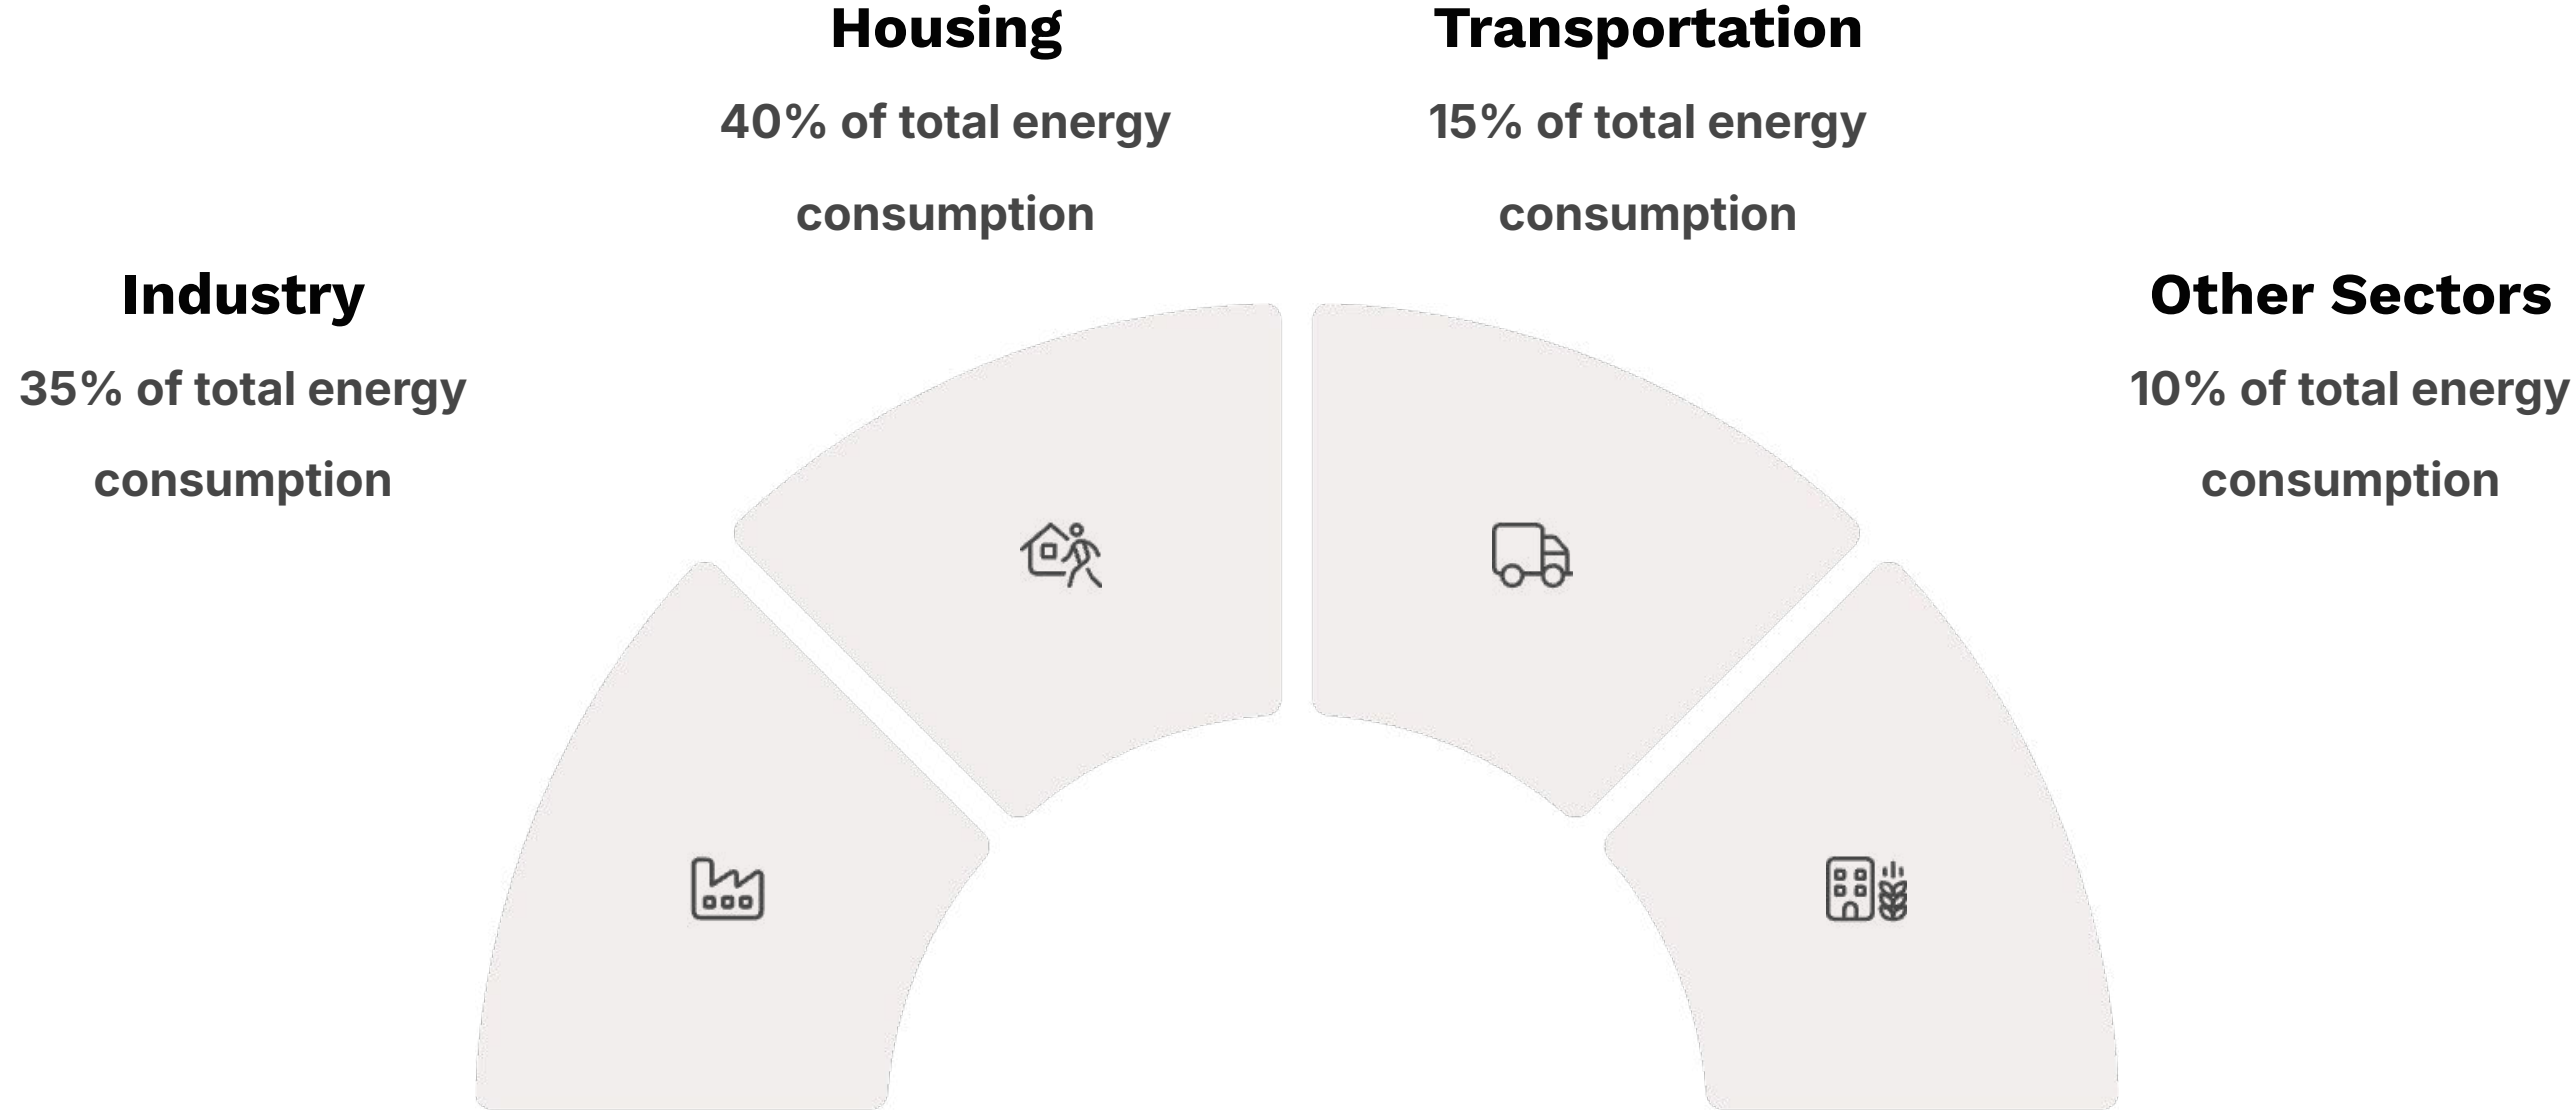 Housing
40% of total energy
consumption
Transportation
15% of total energy
consumption
Industry
35% of total energy
consumption
Other Sectors
10% of total energy
consumption